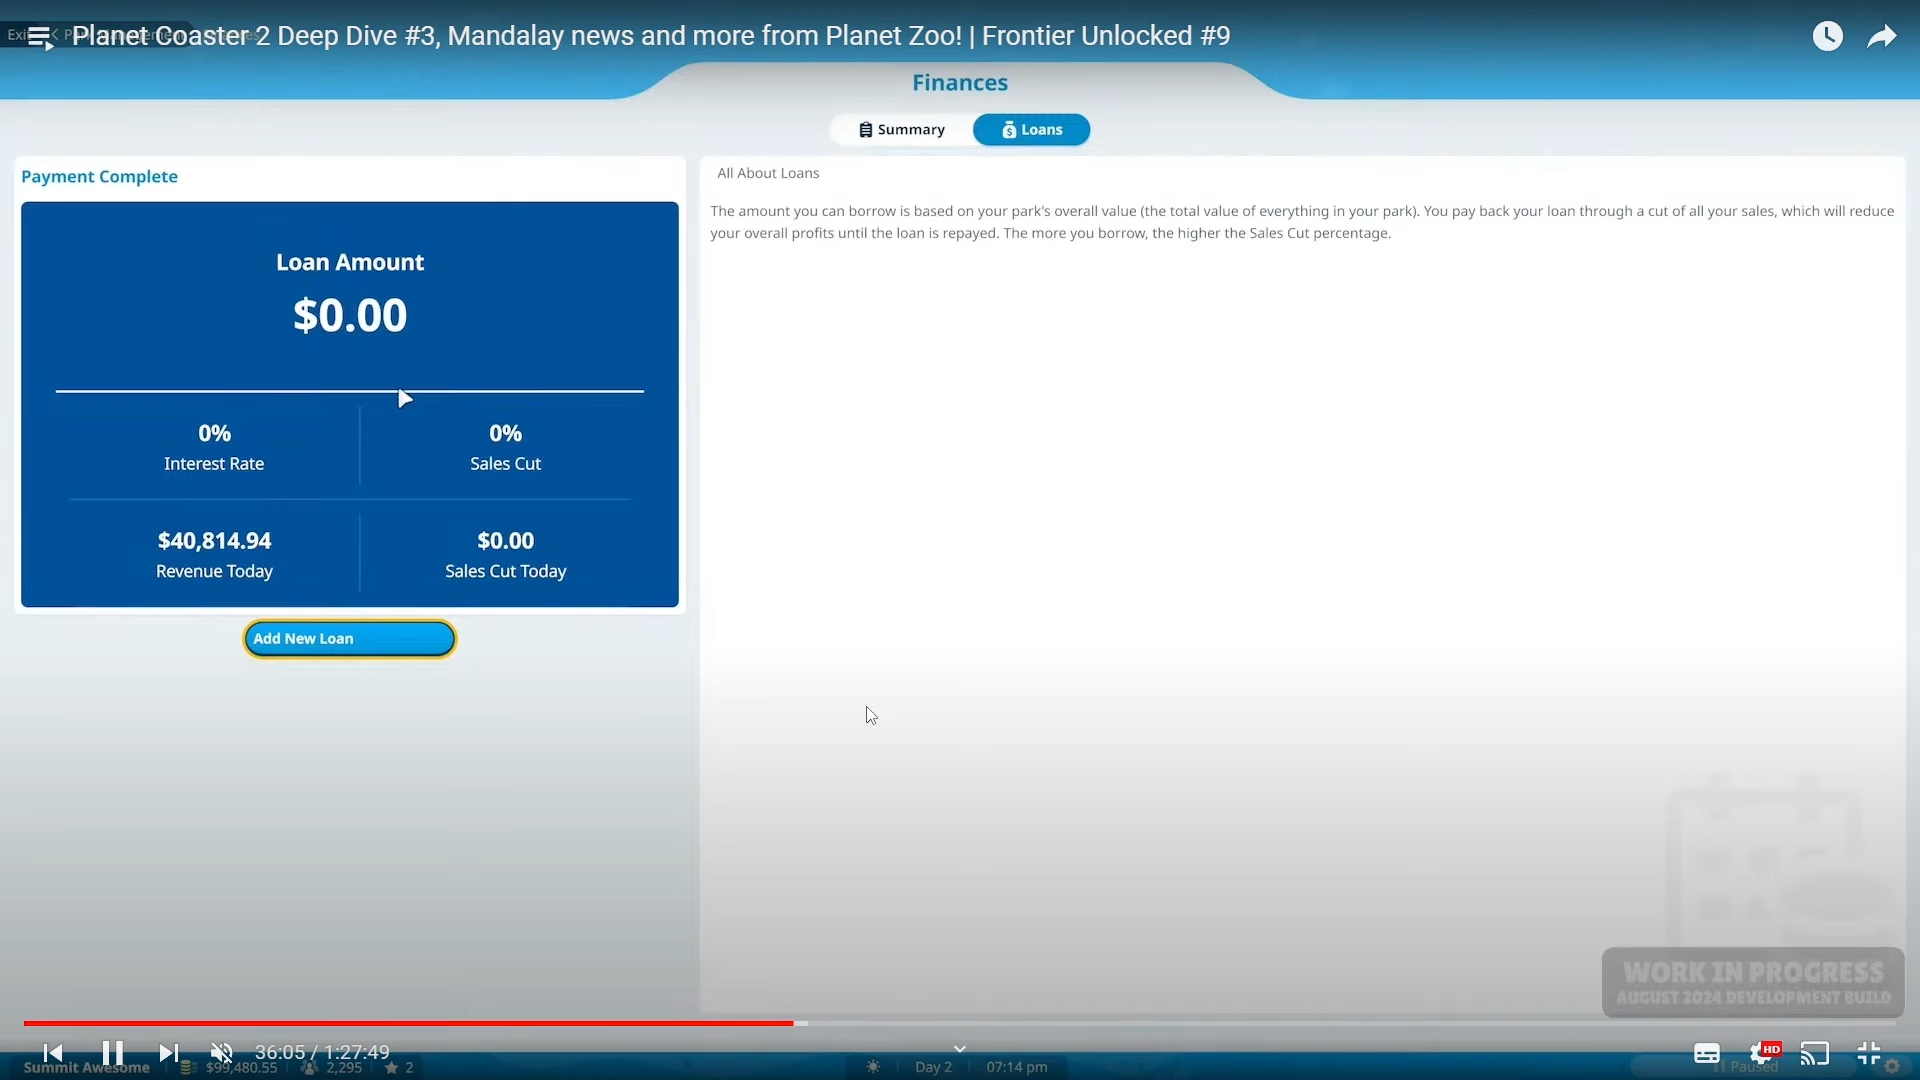 Exit
Planet Coaster 2 Deep Dive #3, Mandalay news and more from Planet Zoo! | Frontier Unlocked #9
Finances
Summary
Loans
Payment Complete
Loan Amount
$0.00
0%
Interest Rate
0%
Sales Cut
$40,814.94
Revenue Today
$0.00
Sales Cut Today
Add New Loan
All About Loans
The amount you can borrow is based on your park's overall value (the total value of everything in your park). You pay back your loan through a cut of all your sales, which will reduce
your overall profits until the loan is repayed. The more you borrow, the higher the Sales Cut percentage.
WORK IN PROGRESS
AUGUST 2024 DEVELOPMENT BUILD
36:05 / 1:27:49
HD
Summit Awesome
$99,480.55
2,295
2
Day 2
07:14 pm
Paused